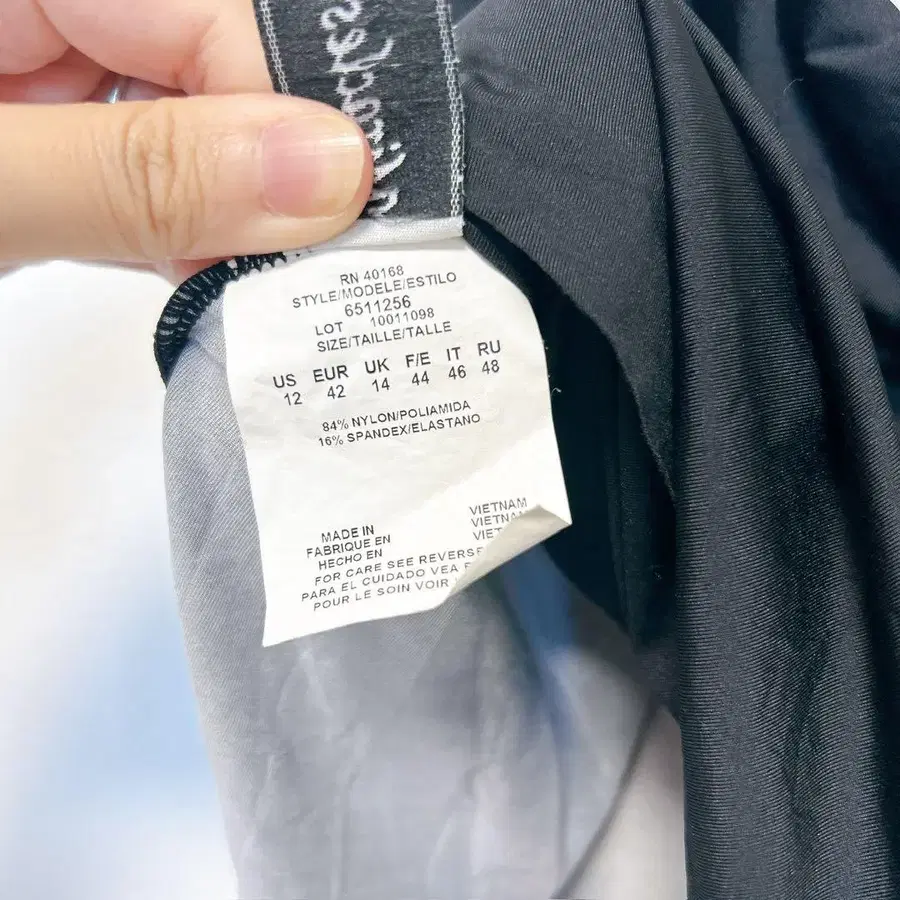 RN 40168
STYLE/MODELE/ESTILO
6511256
LOT 10011098
SIZE/TAILLE/TALLE
US EUR UK F/E IT RU
12 42 14 44 46 48
84% NYLON/POLIAMIDA
16% SPANDEX/ELASTANO
MADE IN VIETNAM
FABRIQUE EN VIETNAM
HECHO EN
FOR CARE SEE REVERSE
PARA EL CUIDADO VEA
POUR LE SOIN VOIR